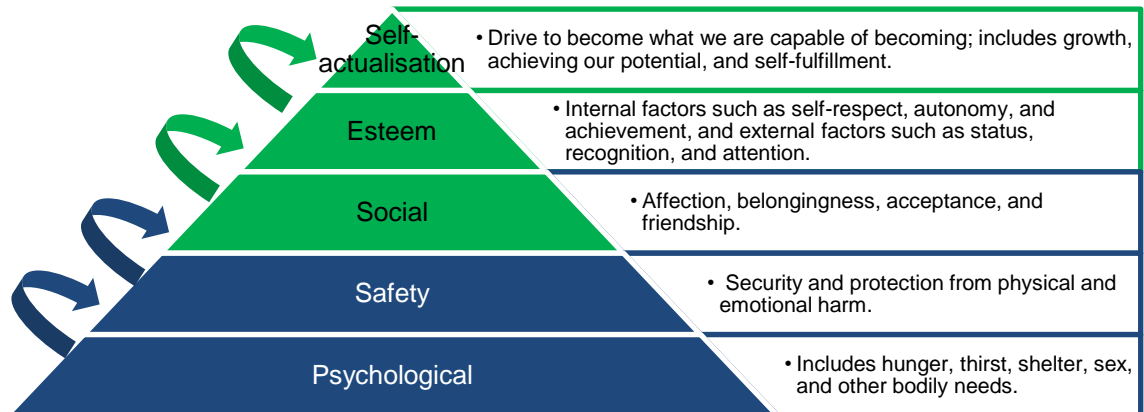 Self-
actualisation
• Drive to become what we are capable of becoming; includes growth,
achieving our potential, and self-fulfillment.
Esteem
• Internal factors such as self-respect, autonomy, and
achievement, and external factors such as status,
recognition, and attention.
Social
• Affection, belongingness, acceptance, and
friendship.
Safety
• Security and protection from physical and
emotional harm.
Psychological
• Includes hunger, thirst, shelter, sex,
and other bodily needs.